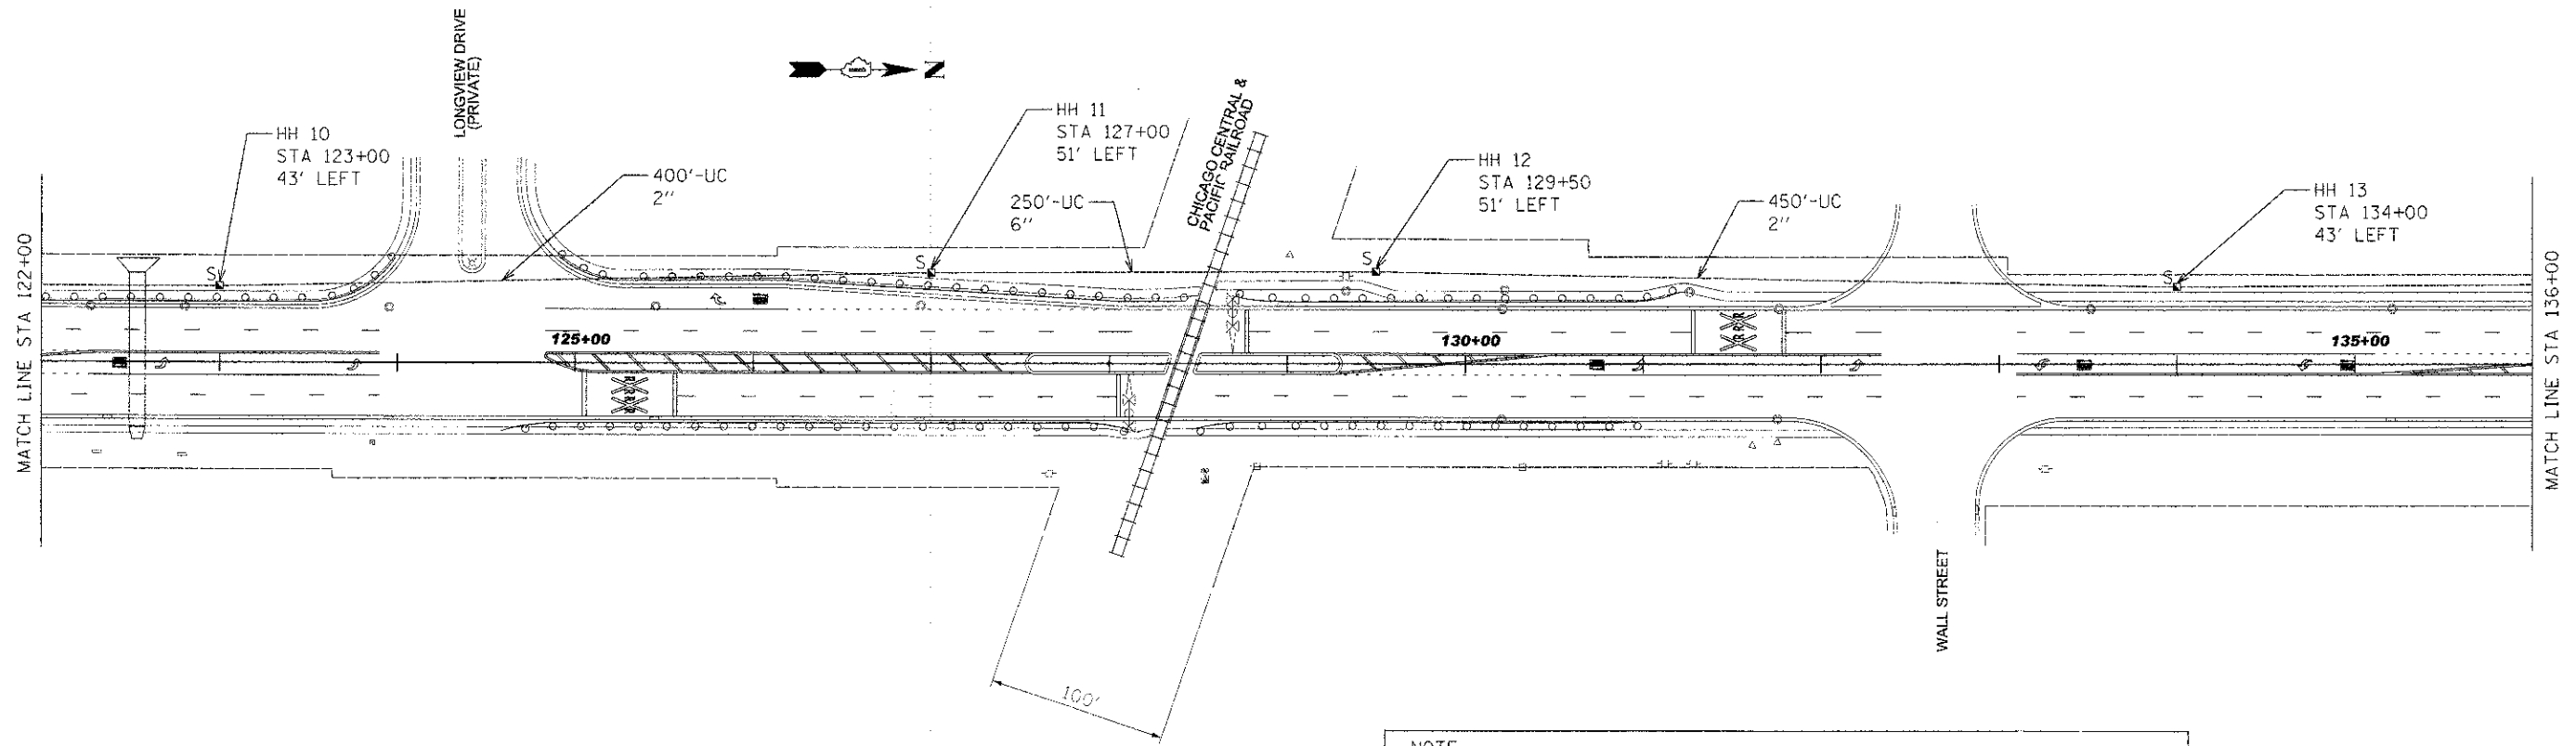 LONGVIEW DRIVE
(PRIVATE)
N
HH 10
STA 123+00
43' LEFT
400'-UC
2''
HH 11
STA 127+00
51' LEFT
250'-UC
6''
CHICAGO CENTRAL &
PACIFIC RAILROAD
HH 12
STA 129+50
51' LEFT
450'-UC
2''
HH 13
STA 134+00
43' LEFT
MATCH LINE STA 122+00
MATCH LINE STA 136+00
S
S
S
S
125+00
130+00
135+00
R R
R R
WALL STREET
100'
NOTE